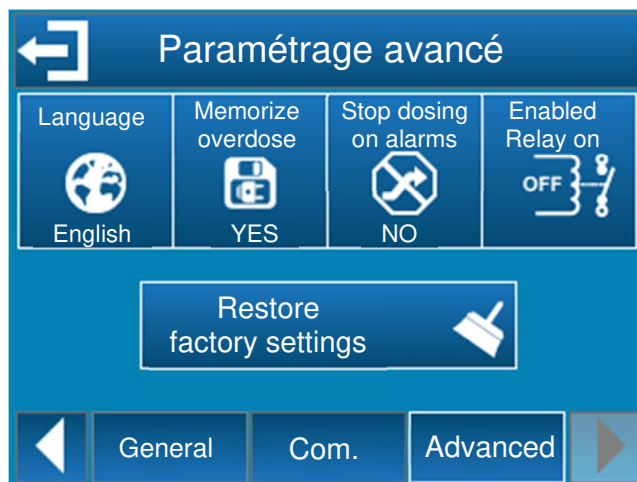 Paramétrage avancé
Language
English
Memorize
overdose
YES
Stop dosing
on alarms
NO
Enabled
Relay on
OFF
Restore
factory settings
General
Com.
Advanced